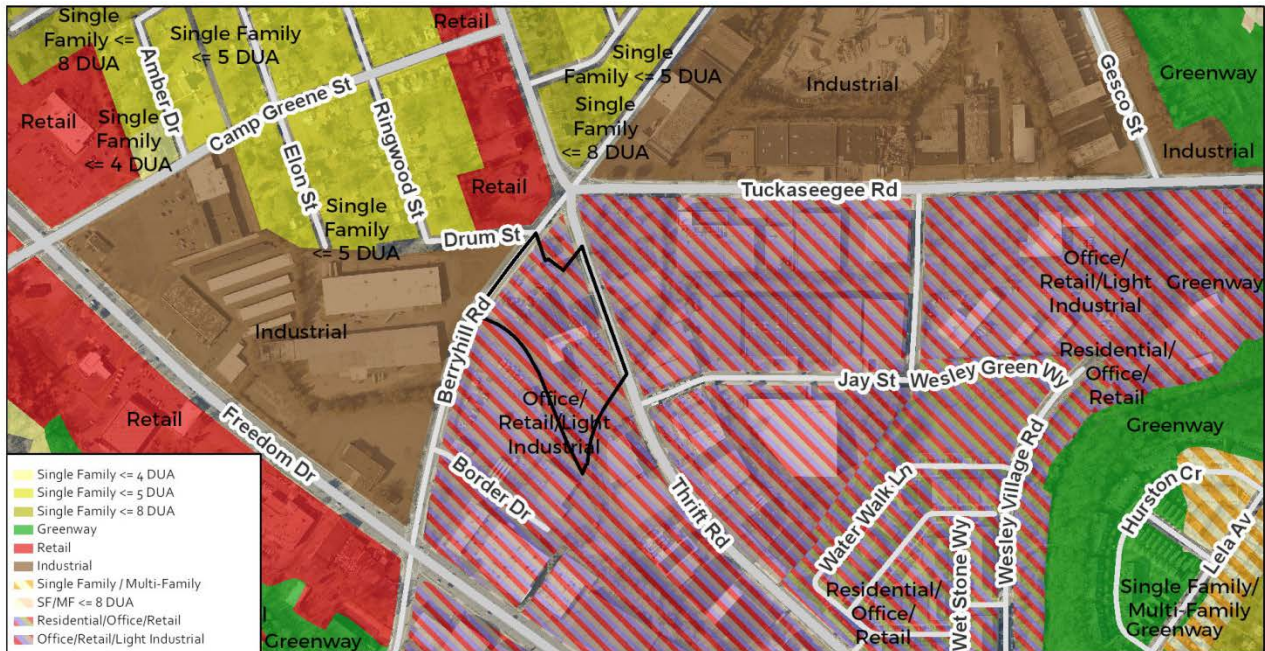 Single
Family <=
8 DUA
Single Family
<= 5 DUA
Retail
Amber Dr
Camp Greene St
Ringwood St
Elon St
Retail
Single
Family
<= 4 DUA
Single
Family <= 5 DUA
Single
Family
<= 8 DUA
Industrial
Gesco St
Greenway
Industrial
Retail
Tuckaseegee Rd
Single
Family
<= 5 DUA
Drum St
Office/
Retail/Light
Industrial
Greenway
Industrial
Berryhill Rd
Residential/
Office/
Retail
Jay St
Wesley Green Wy
Greenway
Office/
Retail/Light
Industrial
Retail
Freedom Dr
Border Dr
Thrift Rd
Water Walk Ln
Wesley Village Rd
Wet Stone Wy
Hurston Cr
Lela Av
Residential/
Office/
Retail
Single Family/
Multi-Family
Greenway
Greenway
Single Family <= 4 DUA
Single Family <= 5 DUA
Single Family <= 8 DUA
Greenway
Retail
Industrial
Single Family / Multi-Family
SF/MF <= 8 DUA
Residential/Office/Retail
Office/Retail/Light Industrial